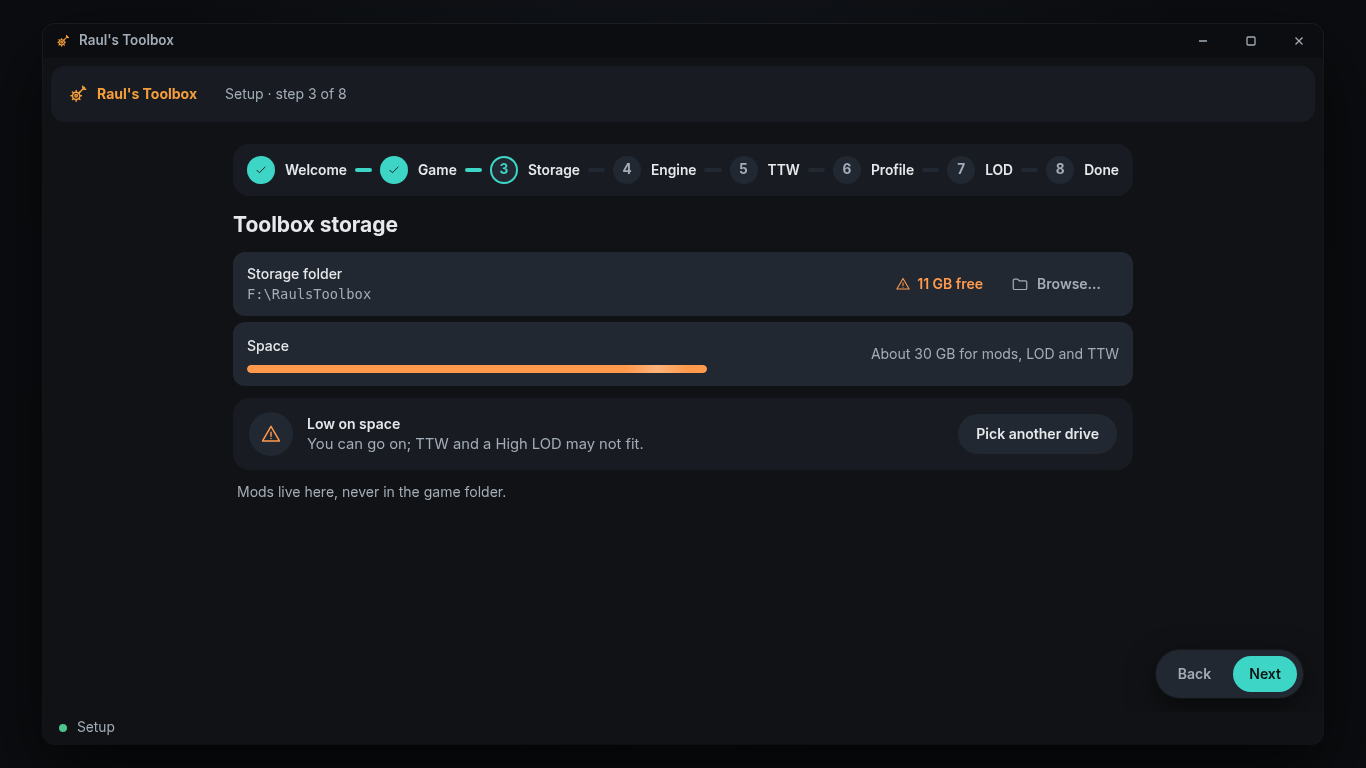 Raul's Toolbox
Raul's Toolbox
Setup · step 3 of 8
Welcome
Game
3 Storage
4 Engine
5 TTW
6 Profile
7 LOD
8 Done
Toolbox storage
Storage folder
F:\RaulsToolbox
11 GB free
Browse...
Space
About 30 GB for mods, LOD and TTW
Low on space
You can go on; TTW and a High LOD may not fit.
Pick another drive
Mods live here, never in the game folder.
Back
Next
Setup